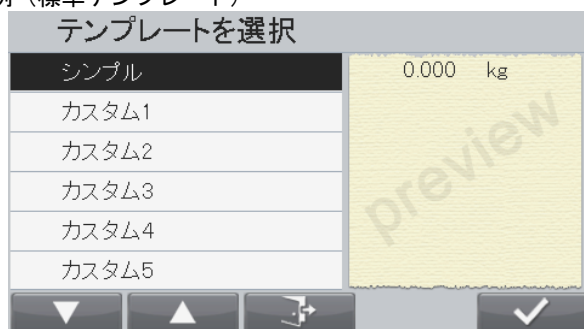 (標準テンプレート)
テンプレートを選択
シンプル
0.000 kg
カスタム1
カスタム2
カスタム3
カスタム4
カスタム5
preview